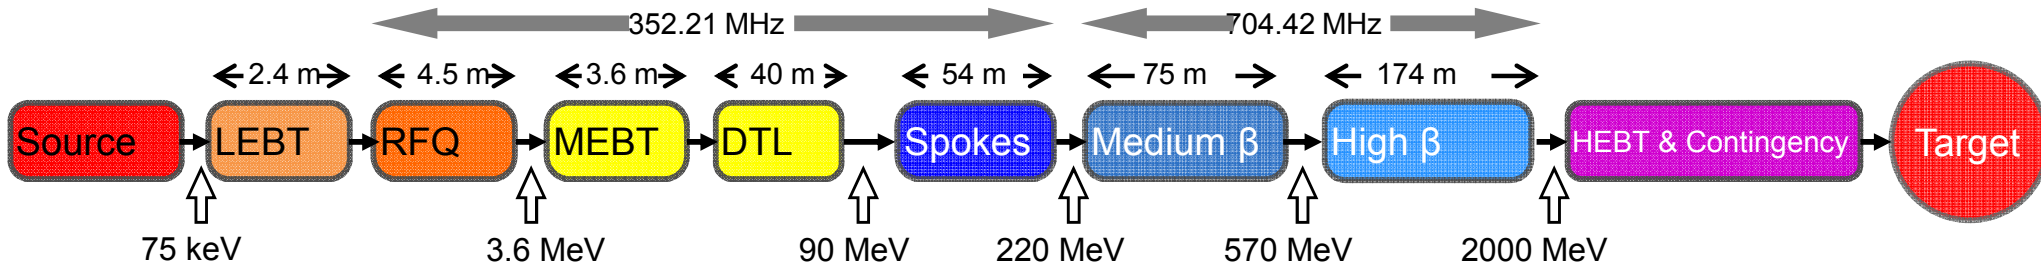 352.21 MHz 704.42 MHz
2.4 m 4.5 m 3.6 m 40 m 54 m 75 m 174 m
Source LEBT RFQ MEBT DTL Spokes Medium β High β HEBT & Contingency Target
75 keV 3.6 MeV 90 MeV 220 MeV 570 MeV 2000 MeV